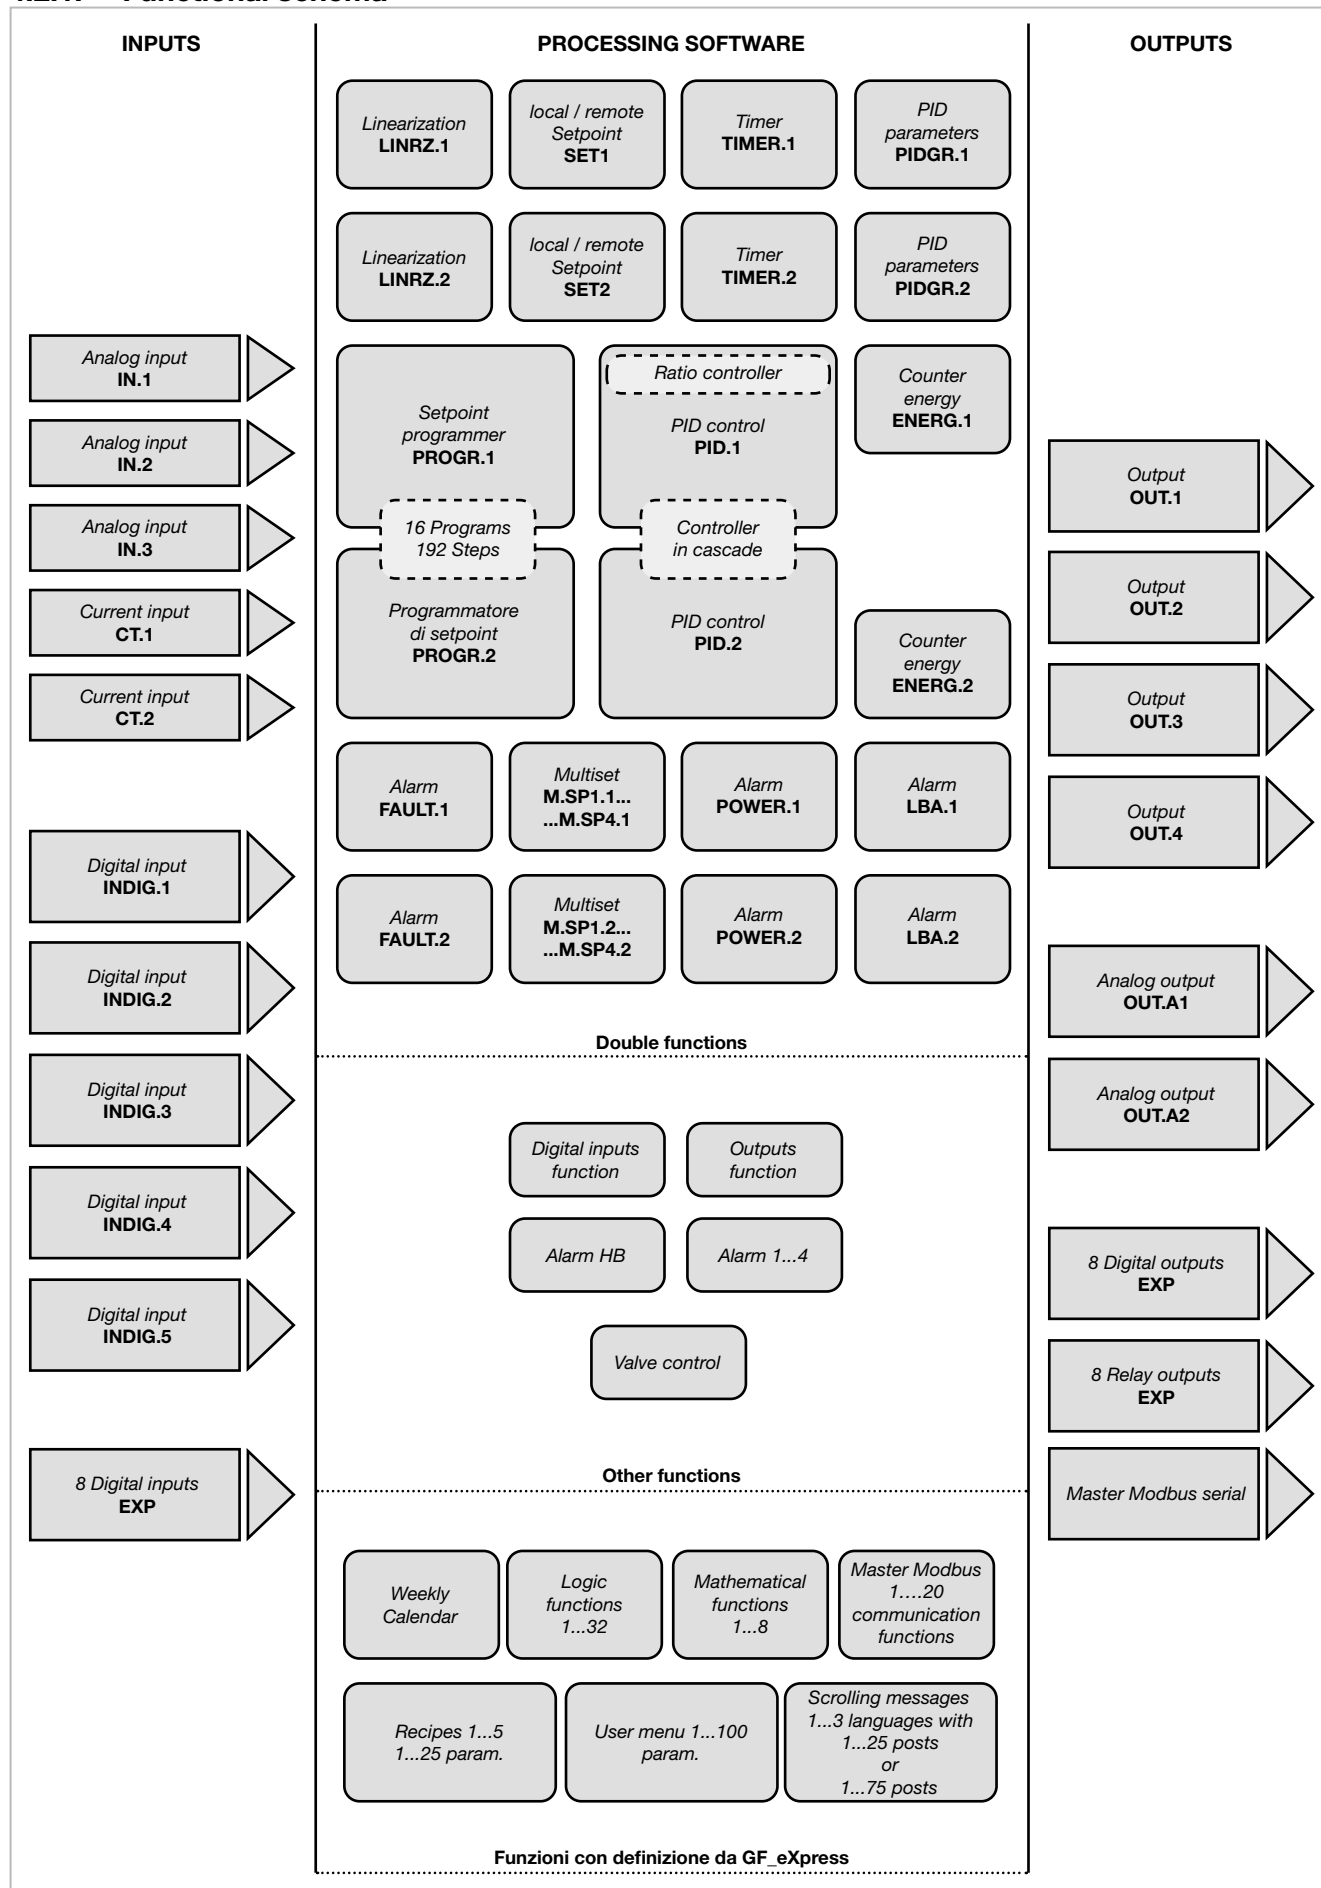 INPUTS
PROCESSING SOFTWARE
OUTPUTS
Linearization
LINRZ.1
local / remote
Setpoint
SET1
Timer
TIMER.1
PID
parameters
PIDGR.1
Linearization
LINRZ.2
local / remote
Setpoint
SET2
Timer
TIMER.2
PID
parameters
PIDGR.2
Analog input
IN.1
Analog input
IN.2
Analog input
IN.3
Current input
CT.1
Current input
CT.2
Setpoint
programmer
PROGR.1
16 Programs
192 Steps
Programmatore
di setpoint
PROGR.2
Ratio controller
PID control
PID.1
Controller
in cascade
PID control
PID.2
Counter
energy
ENERG.1
Counter
energy
ENERG.2
Output
OUT.1
Output
OUT.2
Output
OUT.3
Output
OUT.4
Alarm
FAULT.1
Multiset
M.SP1.1...
...M.SP4.1
Alarm
POWER.1
Alarm
LBA.1
Alarm
FAULT.2
Multiset
M.SP1.2...
...M.SP4.2
Alarm
POWER.2
Alarm
LBA.2
Double functions
Digital input
INDIG.1
Digital input
INDIG.2
Digital input
INDIG.3
Digital input
INDIG.4
Digital input
INDIG.5
8 Digital inputs
EXP
Analog output
OUT.A1
Analog output
OUT.A2
Digital inputs
function
Outputs
function
Alarm HB
Alarm 1...4
Valve control
Other functions
8 Digital outputs
EXP
8 Relay outputs
EXP
Master Modbus serial
Weekly
Calendar
Logic
functions
1...32
Mathematical
functions
1...8
Master Modbus
1....20
communication
functions
Recipes 1...5
1...25 param.
User menu 1...100
param.
Scrolling messages
1...3 languages with
1...25 posts
or
1...75 posts
Funzioni con definizione da GF_eXpress